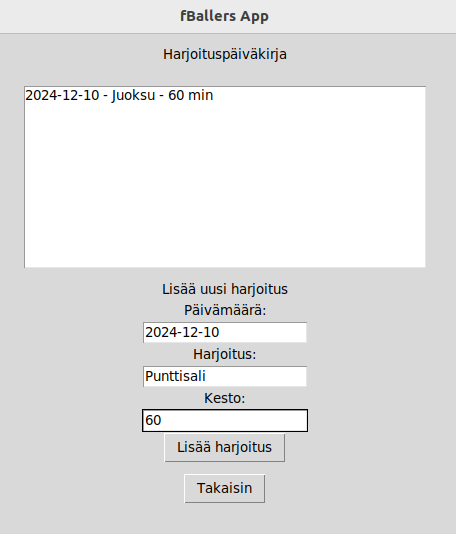 fBallers App
Harjoituspäiväkirja
2024-12-10 - Juoksu - 60 min
Lisää uusi harjoitus
Päivämäärä:
2024-12-10
Harjoitus:
Punttisali
Kesto:
60
Lisää harjoitus
Takaisin